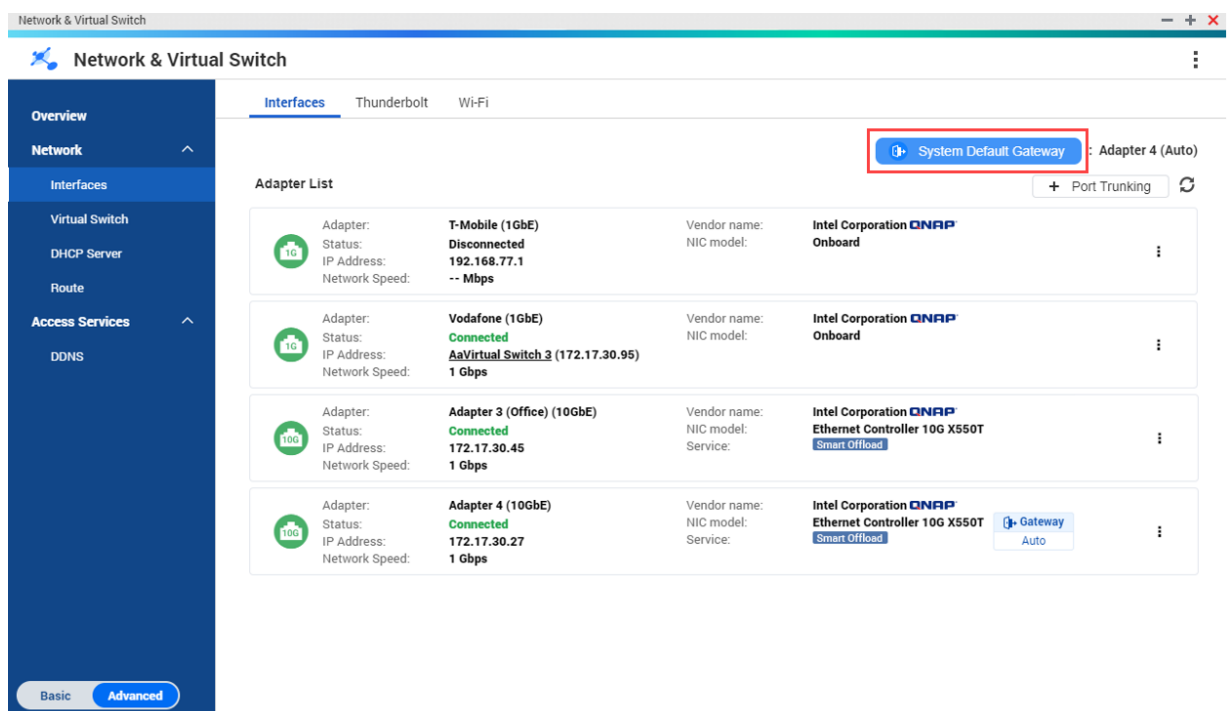 Network & Virtual Switch
Network & Virtual Switch
Overview
Network
Interfaces
Virtual Switch
DHCP Server
Route
Access Services
DDNS
Basic
Advanced
Interfaces Thunderbolt Wi-Fi
System Default Gateway : Adapter 4 (Auto)
Adapter List
+ Port Trunking
1G
Adapter: T-Mobile (1GbE) Vendor name: Intel Corporation QNAP
Status: Disconnected NIC model: Onboard
IP Address: 192.168.77.1
Network Speed: -- Mbps
1G
Adapter: Vodafone (1GbE) Vendor name: Intel Corporation QNAP
Status: Connected NIC model: Onboard
IP Address: AaVirtual Switch 3 (172.17.30.95)
Network Speed: 1 Gbps
10G
Adapter: Adapter 3 (Office) (10GbE) Vendor name: Intel Corporation QNAP
Status: Connected NIC model: Ethernet Controller 10G X550T
IP Address: 172.17.30.45 Service: Smart Offload
Network Speed: 1 Gbps
10G
Adapter: Adapter 4 (10GbE) Vendor name: Intel Corporation QNAP
Status: Connected NIC model: Ethernet Controller 10G X550T Gateway
IP Address: 172.17.30.27 Service: Smart Offload Auto
Network Speed: 1 Gbps